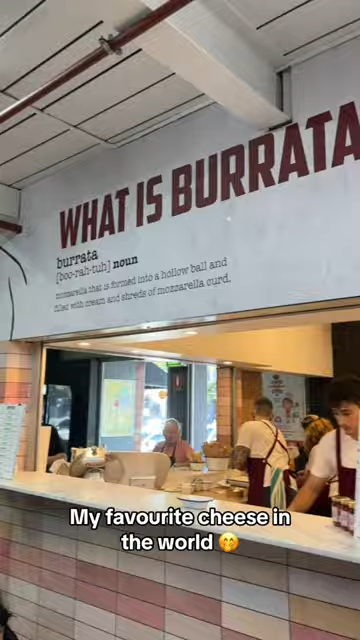 WHAT IS BURRATA
burrata
[boo-rah-tuh] noun
mozzarella that is formed into a hollow ball and
filled with cream and shreds of mozzarella curd.
My favourite cheese in
the world 🤭